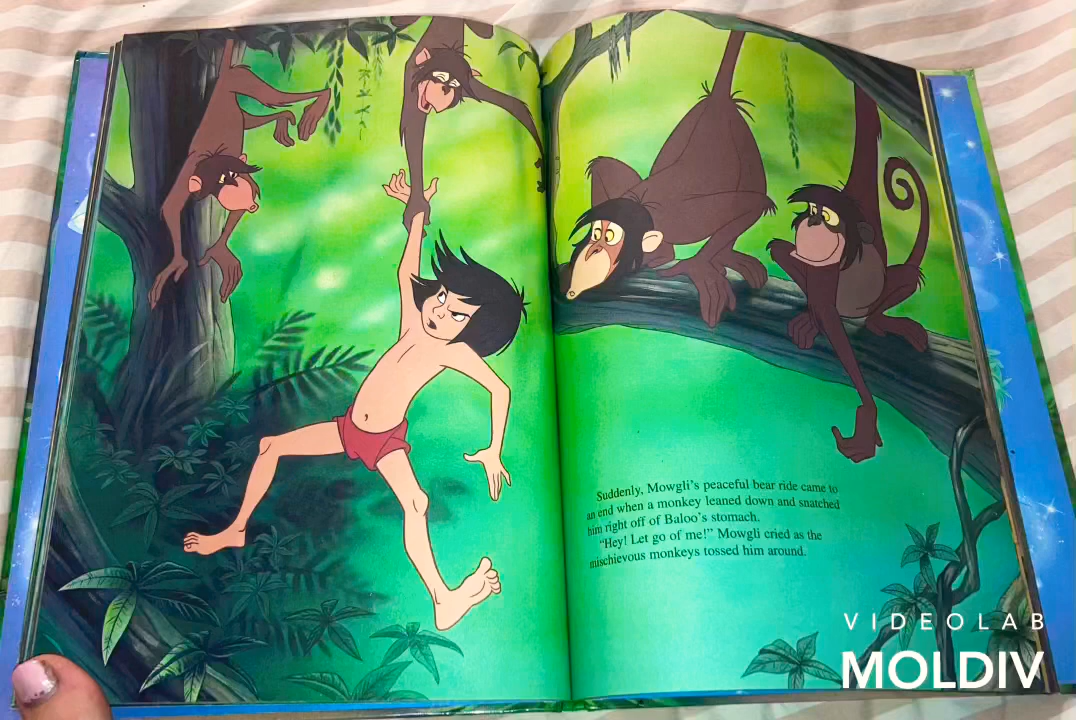 Suddenly, Mowgli's peaceful bear ride came to
an end when a monkey leaned down and snatched
him right off of Baloo's stomach.
"Hey! Let go of me!" Mowgli cried as the
mischievous monkeys tossed him around.
VIDEOLAB
MOLDIV